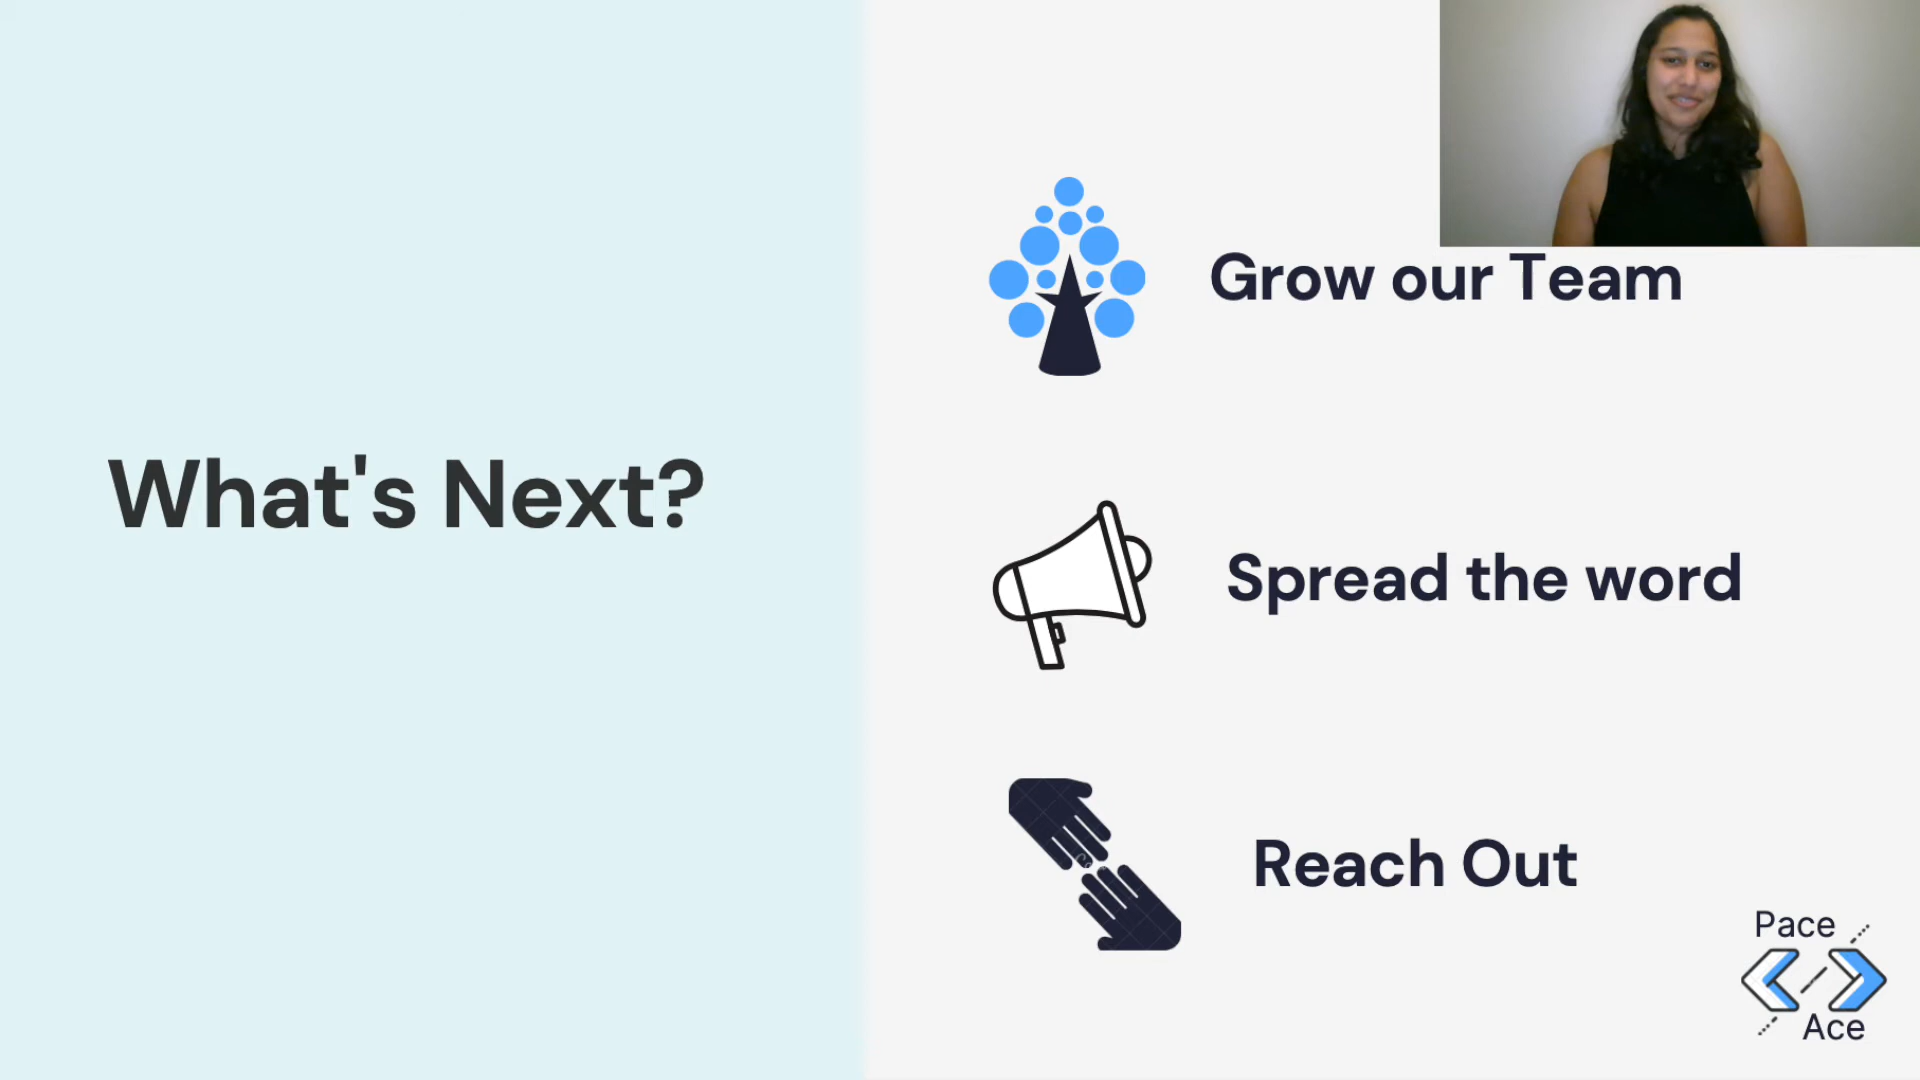 What's Next?
Grow our Team
Spread the word
Reach Out
Pace
Ace